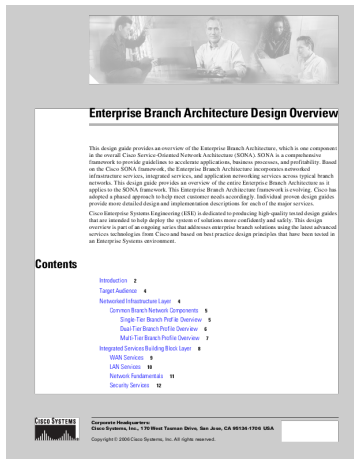 Enterprise Branch Architecture Design Overview
This design guide provides an overview of the Enterprise Branch Architecture, which is one component
in the overall Cisco Service-Oriented Network Architecture (SONA). SONA is a comprehensive
framework to provide guidelines to accelerate applications, business processes, and profitability. Based
on the Cisco SONA framework, the Enterprise Branch Architecture incorporates networked
infrastructure services, integrated services, and application networking services across typical branch
networks. This design guide provides an overview of the entire Enterprise Branch Architecture as it
applies to the SONA framework. This Enterprise Branch Architecture framework is evolving. Cisco has
adopted a phased approach to help meet customer needs accordingly. Individual proven design guides
provide more detailed design and implementation descriptions for each of the major services.
Cisco Enterprise Systems Engineering (ESE) is dedicated to producing high-quality tested design guides
that are intended to help deploy the system of solutions more confidently and safely. This design
overview is part of an ongoing series that addresses enterprise branch solutions using the latest advanced
services technologies from Cisco and based on best practice design principles that have been tested in
an Enterprise Systems environment.
Contents
Introduction 2
Target Audience 4
Networked Infrastructure Layer 4
Common Branch Network Components 5
Single-Tier Branch Profile Overview 5
Dual-Tier Branch Profile Overview 6
Multi-Tier Branch Profile Overview 7
Integrated Services Building Block Layer 8
WAN Services 9
LAN Services 10
Network Fundamentals 11
Security Services 12
CISCO SYSTEMS
Corporate Headquarters:
Cisco Systems, Inc., 170 West Tasman Drive, San Jose, CA 95134-1706 USA
Copyright © 2006 Cisco Systems, Inc. All rights reserved.